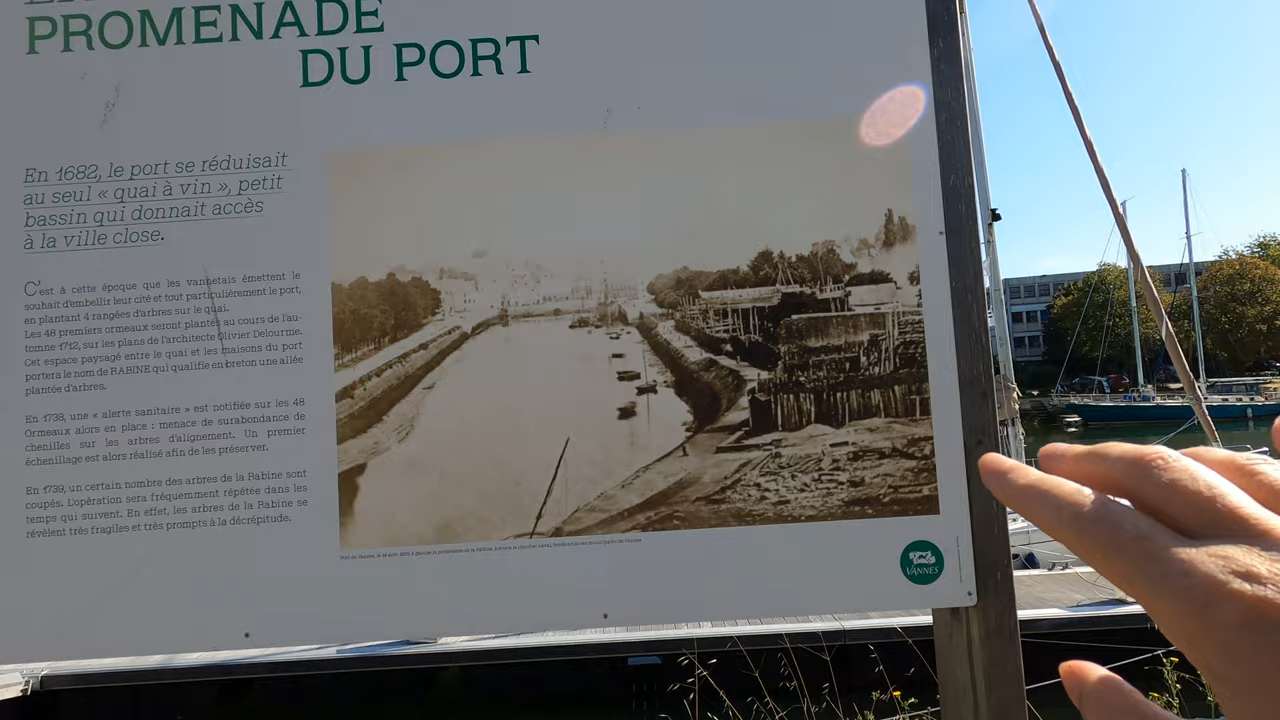 PROMENADE
DU PORT
En 1682, le port se réduisait
au seul « quai à vin », petit
bassin qui donnait accès
à la ville close.
C'est à cette époque que les vannetais émettent le
souhait d'embellir leur cité et tout particulièrement le port,
en plantant 4 rangées d'arbres sur le quai.
Les 48 premiers ormeaux seront plantés au cours de l'au-
tomne 1712, sur les plans de l'architecte Olivier Delourme.
Cet espace paysagé entre le quai et les maisons du port
portera le nom de RABINE qui qualifie en breton une allée
plantée d'arbres.
En 1738, une « alerte sanitaire » est notifiée sur les 48
Ormeaux alors en place : menace de surabondance de
chenilles sur les arbres d'alignement. Un premier
échenillage est alors réalisé afin de les préserver.
En 1739, un certain nombre des arbres de la Rabine sont
coupés. L'opération sera fréquemment répétée dans les
temps qui suivent. En effet, les arbres de la Rabine se
révèlent très fragiles et très prompts à la décrépitude.
VANNES